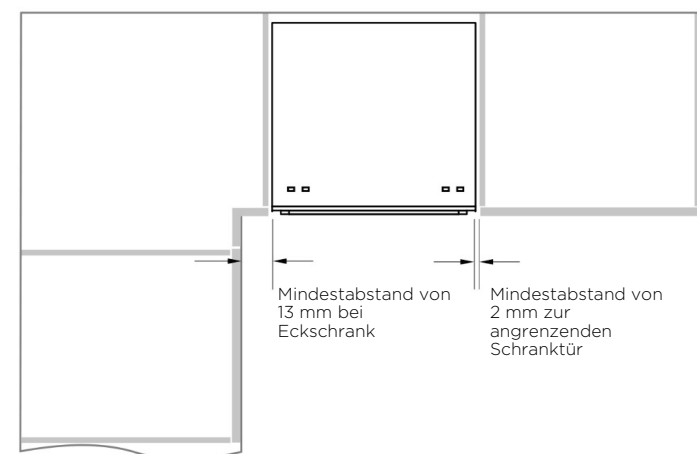 Mindestabstand von
13 mm bei
Eckschrank
Mindestabstand von
2 mm zur
angrenzenden
Schranktür